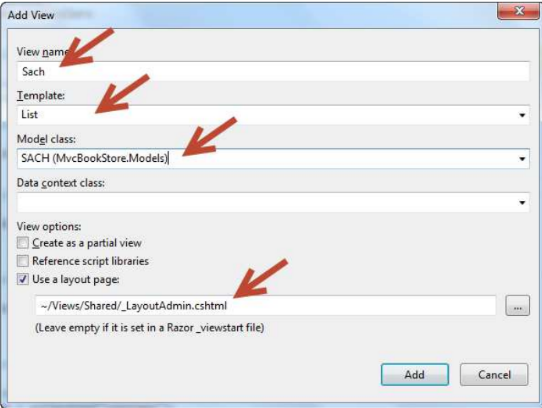 Add View
View name:
Sach
Template:
List
Model class:
SACH (MvcBookStore.Models)
Data context class:
View options:
Create as a partial view
Reference script libraries
Use a layout page:
~/Views/Shared/_LayoutAdmin.cshtml
...
(Leave empty if it is set in a Razor _viewstart file)
Add
Cancel